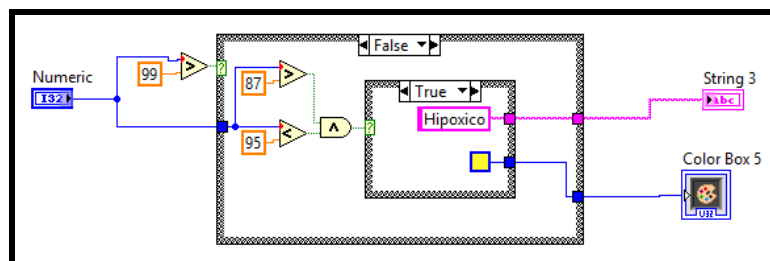 False
Numeric
99
I32
87
95
True
Hipoxico
String 3
abc
Color Box 5
U32